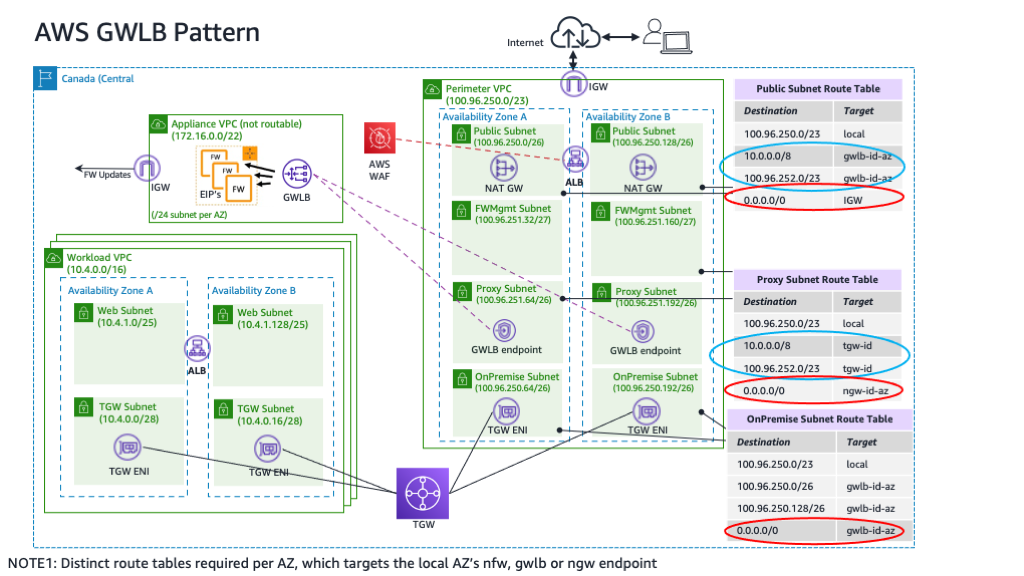 AWS GWLB Pattern
Internet
IGW
Canada (Central
Perimeter VPC
(100.96.250.0/23)
Availability Zone A
Availability Zone B
Public Subnet
(100.96.250.0/26)
NAT GW
Public Subnet
(100.96.250.128/26)
NAT GW
ALB
AWS
WAF
FWMgmt Subnet
(100.96.251.32/27)
FWMgmt Subnet
(100.96.251.160/27)
Proxy Subnet
(100.96.251.64/26)
GWLB endpoint
Proxy Subnet
(100.96.251.192/26)
GWLB endpoint
OnPremise Subnet
(100.96.250.64/26)
TGW ENI
OnPremise Subnet
(100.96.250.192/26)
TGW ENI
Appliance VPC (not routable)
(172.16.0.0/22)
FW
FW
FW
EIP's
GWLB
(/24 subnet per AZ)
IGW
FW Updates
Workload VPC
(10.4.0.0/16)
Availability Zone A
Availability Zone B
Web Subnet
(10.4.1.0/25)
Web Subnet
(10.4.1.128/25)
ALB
TGW Subnet
(10.4.0.0/28)
TGW ENI
TGW Subnet
(10.4.0.16/28)
TGW ENI
TGW
Public Subnet Route Table
Destination Target
100.96.250.0/23 local
10.0.0.0/8 gwlb-id-az
100.96.252.0/23 gwlb-id-az
0.0.0.0/0 IGW
Proxy Subnet Route Table
Destination Target
100.96.250.0/23 local
10.0.0.0/8 tgw-id
100.96.252.0/23 tgw-id
0.0.0.0/0 ngw-id-az
OnPremise Subnet Route Table
Destination Target
100.96.250.0/23 local
100.96.250.0/26 gwlb-id-az
100.96.250.128/26 gwlb-id-az
0.0.0.0/0 gwlb-id-az
NOTE1: Distinct route tables required per AZ, which targets the local AZ's nfw, gwlb or ngw endpoint